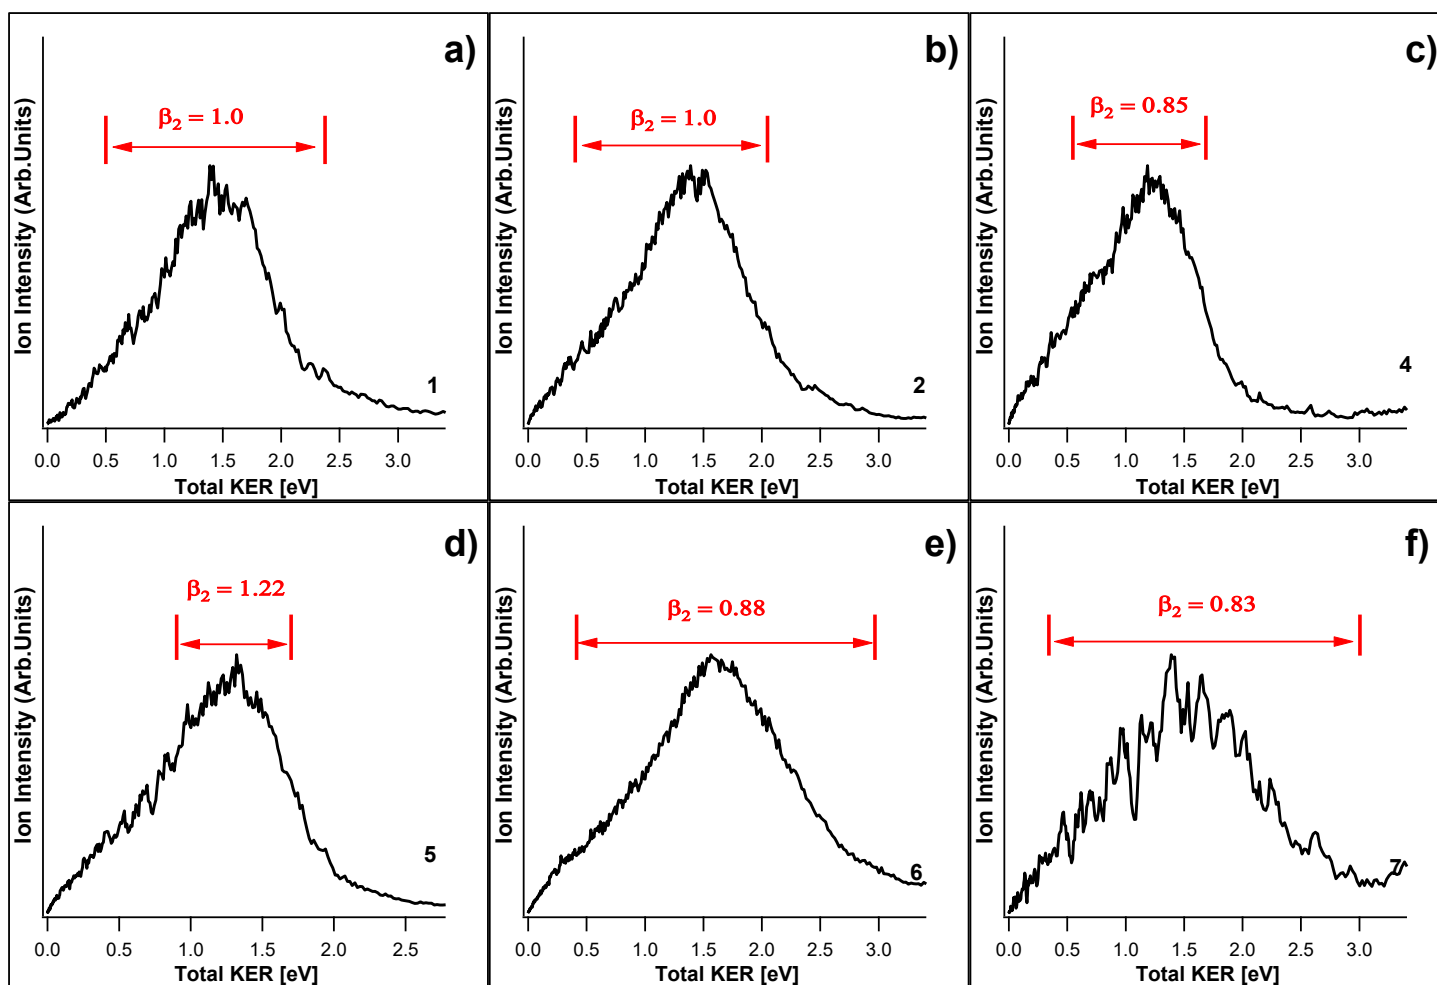 a)
β₂ = 1.0
Ion Intensity (Arb.Units)
1
0.0 0.5 1.0 1.5 2.0 2.5 3.0
Total KER [eV]
b)
β₂ = 1.0
Ion Intensity (Arb.Units)
2
0.0 0.5 1.0 1.5 2.0 2.5 3.0
Total KER [eV]
c)
β₂ = 0.85
Ion Intensity (Arb.Units)
4
0.0 0.5 1.0 1.5 2.0 2.5 3.0
Total KER [eV]
d)
β₂ = 1.22
Ion Intensity (Arb.Units)
5
0.0 0.5 1.0 1.5 2.0 2.5
Total KER [eV]
e)
β₂ = 0.88
Ion Intensity (Arb.Units)
6
0.0 0.5 1.0 1.5 2.0 2.5 3.0
Total KER [eV]
f)
β₂ = 0.83
Ion Intensity (Arb.Units)
7
0.0 0.5 1.0 1.5 2.0 2.5 3.0
Total KER [eV]